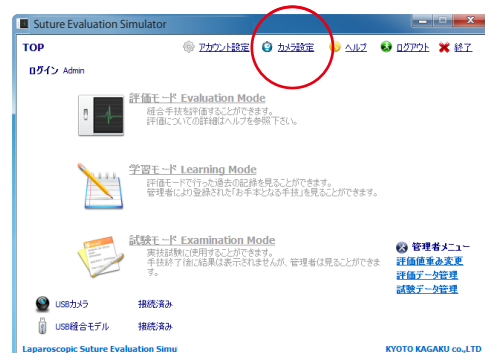 Suture Evaluation Simulator
TOP
アカウント設定 カメラ設定 ヘルプ ログアウト 終了
ログイン Admin
評価モード Evaluation Mode
縫合手技を評価することができます。
評価についての詳細はヘルプを参照下さい。
学習モード Learning Mode
評価モードで行った過去の記録を見ることができます。
管理者により登録された「お手本となる手技」を見ることができます。
試験モード Examination Mode
実技試験に使用することができます。
手技終了後に結果は表示されませんが、管理者は見ることができま
す。
管理者メニュー
評価値重み変更
評価データ管理
試験データ管理
USBカメラ 接続済み
USB縫合モデル 接続済み
Laparoscopic Suture Evaluation Simu
KYOTO KAGAKU co.,LTD